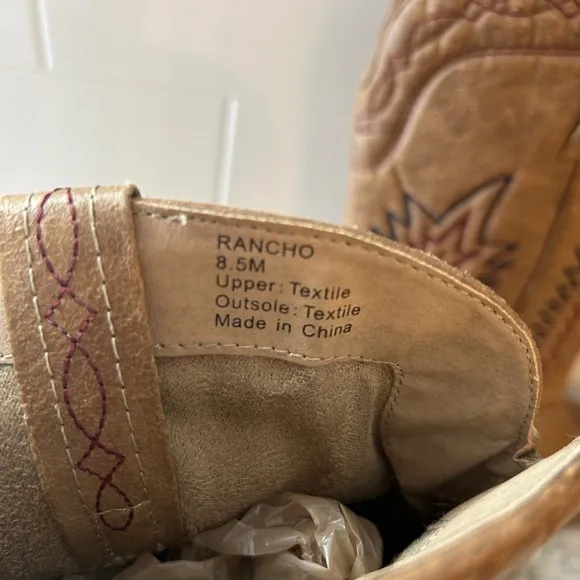 RANCHO
8.5M
Upper: Textile
Outsole: Textile
Made in China